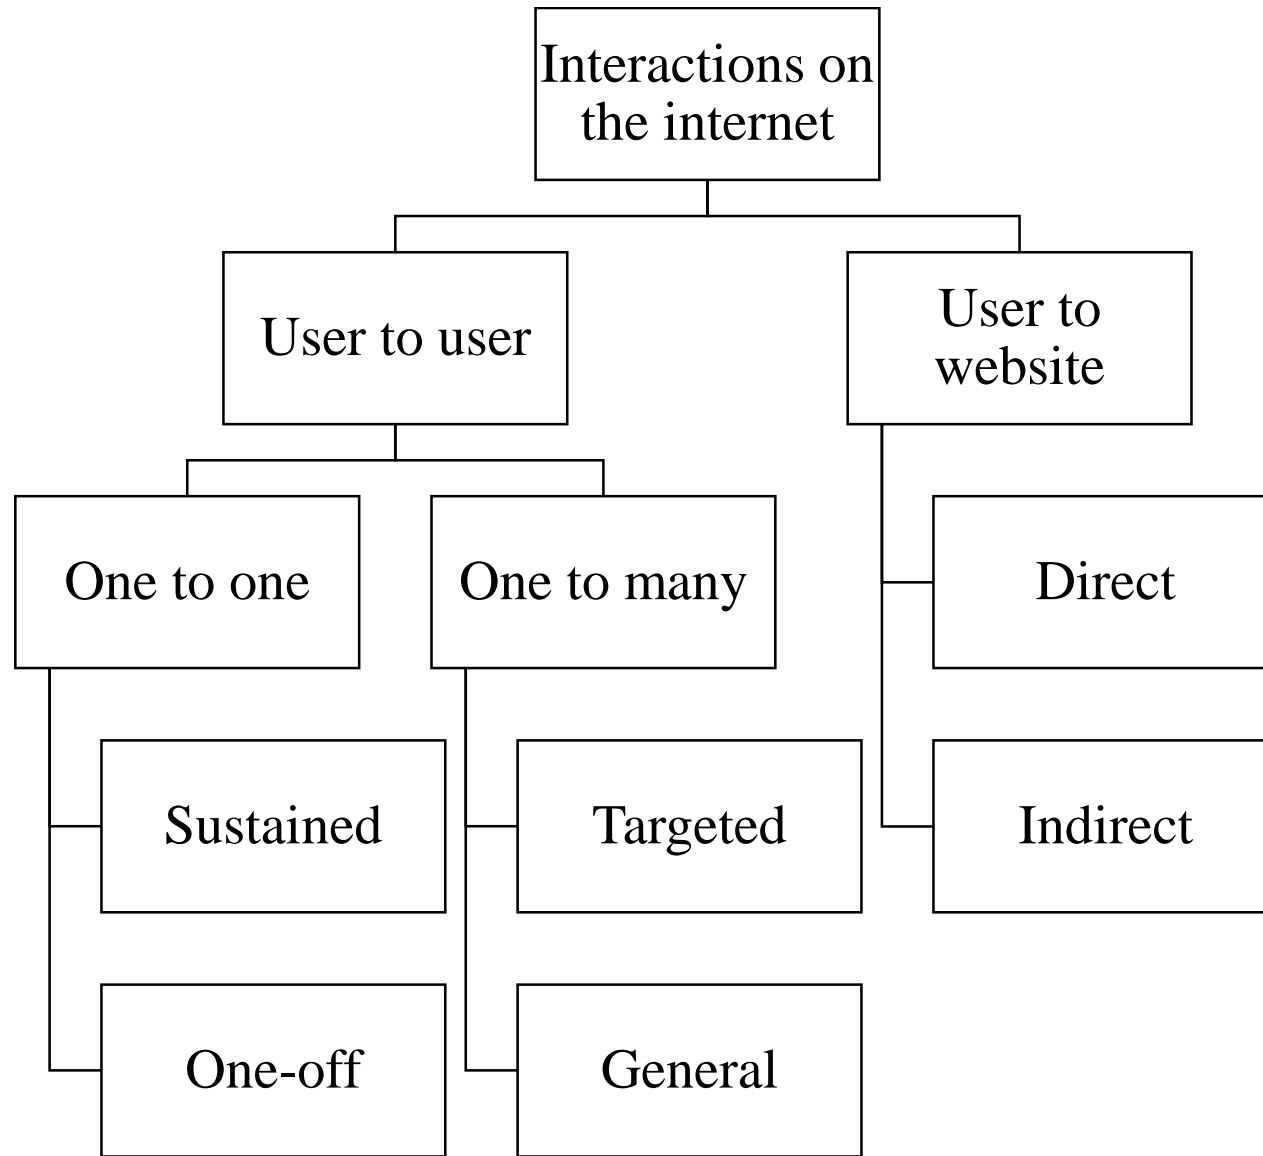 Interactions on
the internet
User to user
User to
website
One to one
One to many
Direct
Sustained
Targeted
Indirect
One-off
General